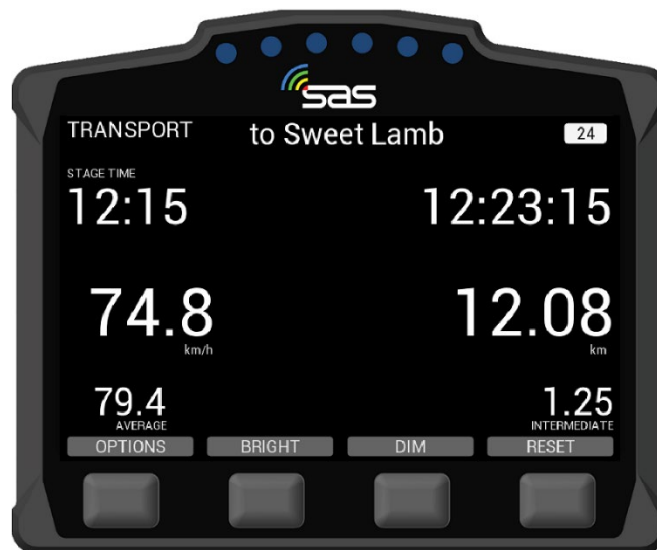 sas
TRANSPORT to Sweet Lamb 24
STAGE TIME
12:15 12:23:15
74.8 12.08
km/h km
79.4 1.25
AVERAGE INTERMEDIATE
OPTIONS BRIGHT DIM RESET